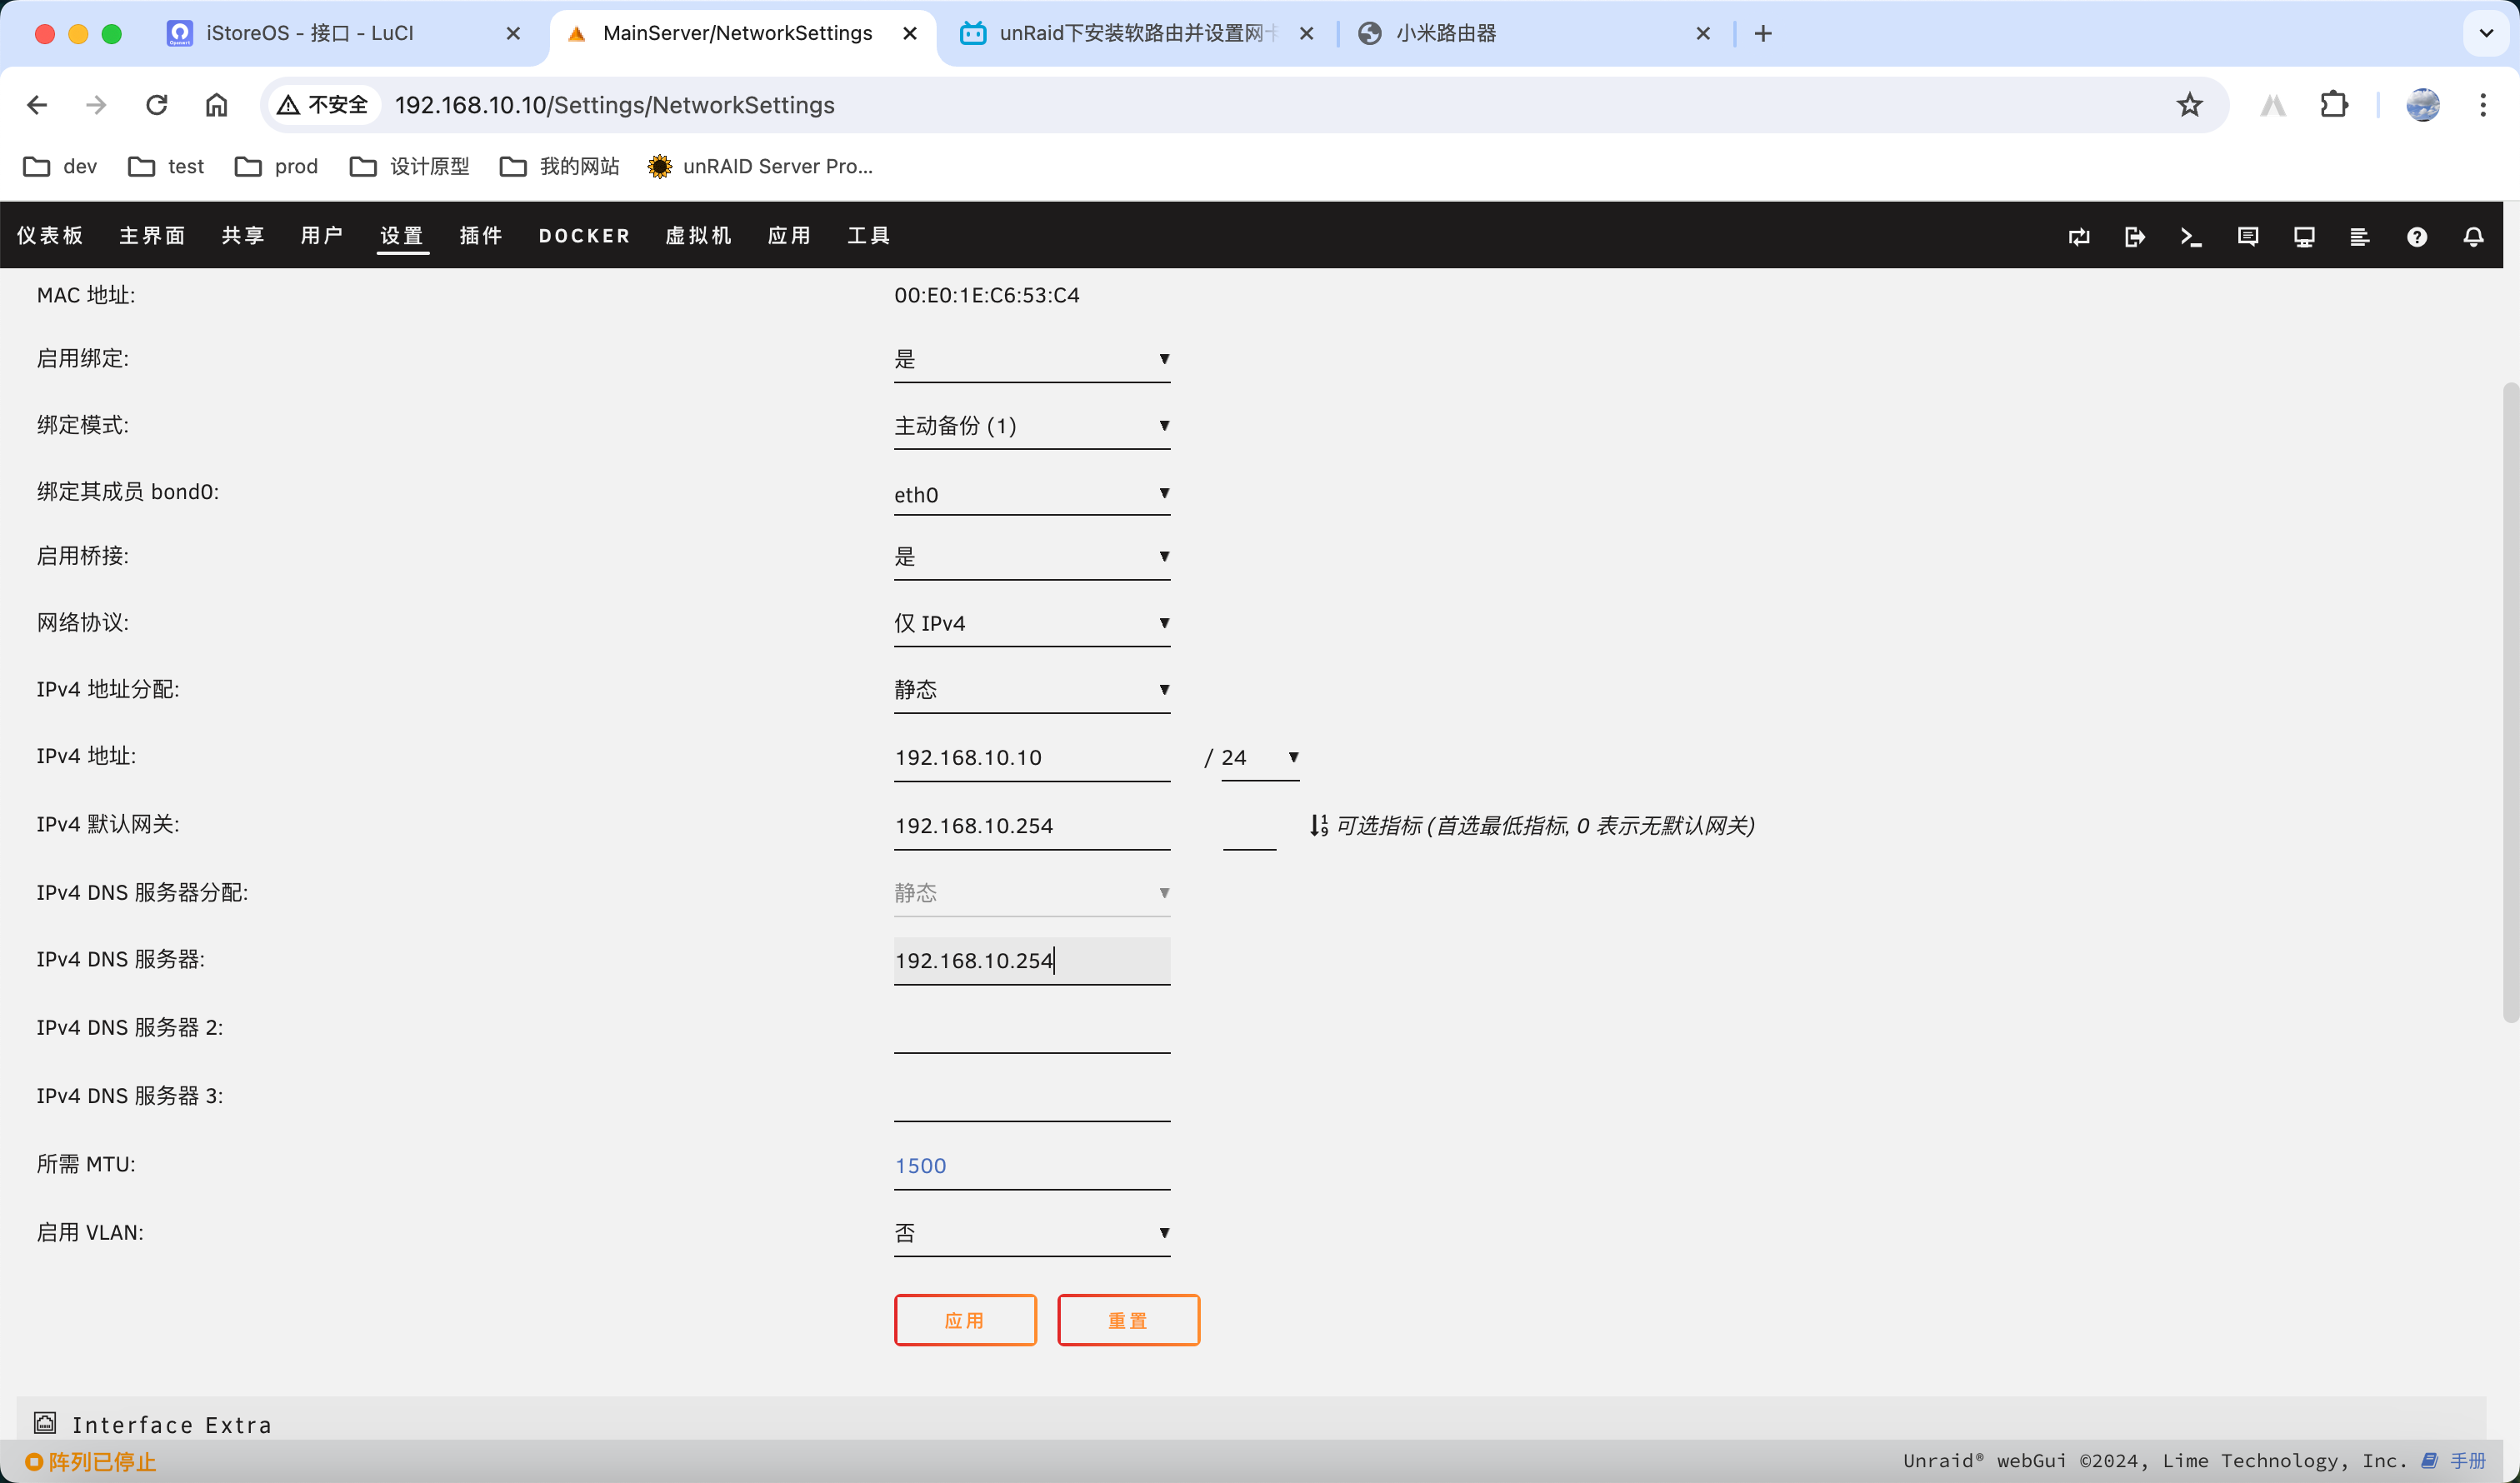 iStoreOS - 接口 - LuCI
MainServer/NetworkSettings
unRaid下安装软路由并设置网卡
小米路由器
不安全
192.168.10.10/Settings/NetworkSettings
dev
test
prod
设计原型
我的网站
unRAID Server Pro...
仪表板 主界面 共享 用户 设置 插件 DOCKER 虚拟机 应用 工具
MAC 地址: 00:E0:1E:C6:53:C4
启用绑定: 是
绑定模式: 主动备份 (1)
绑定其成员 bond0: eth0
启用桥接: 是
网络协议: 仅 IPv4
IPv4 地址分配: 静态
IPv4 地址: 192.168.10.10 / 24
IPv4 默认网关: 192.168.10.254 可选指标 (首选最低指标, 0 表示无默认网关)
IPv4 DNS 服务器分配: 静态
IPv4 DNS 服务器: 192.168.10.254
IPv4 DNS 服务器 2:
IPv4 DNS 服务器 3:
所需 MTU: 1500
启用 VLAN: 否
应用 重置
Interface Extra
阵列已停止
Unraid® webGui ©2024, Lime Technology, Inc. 手册